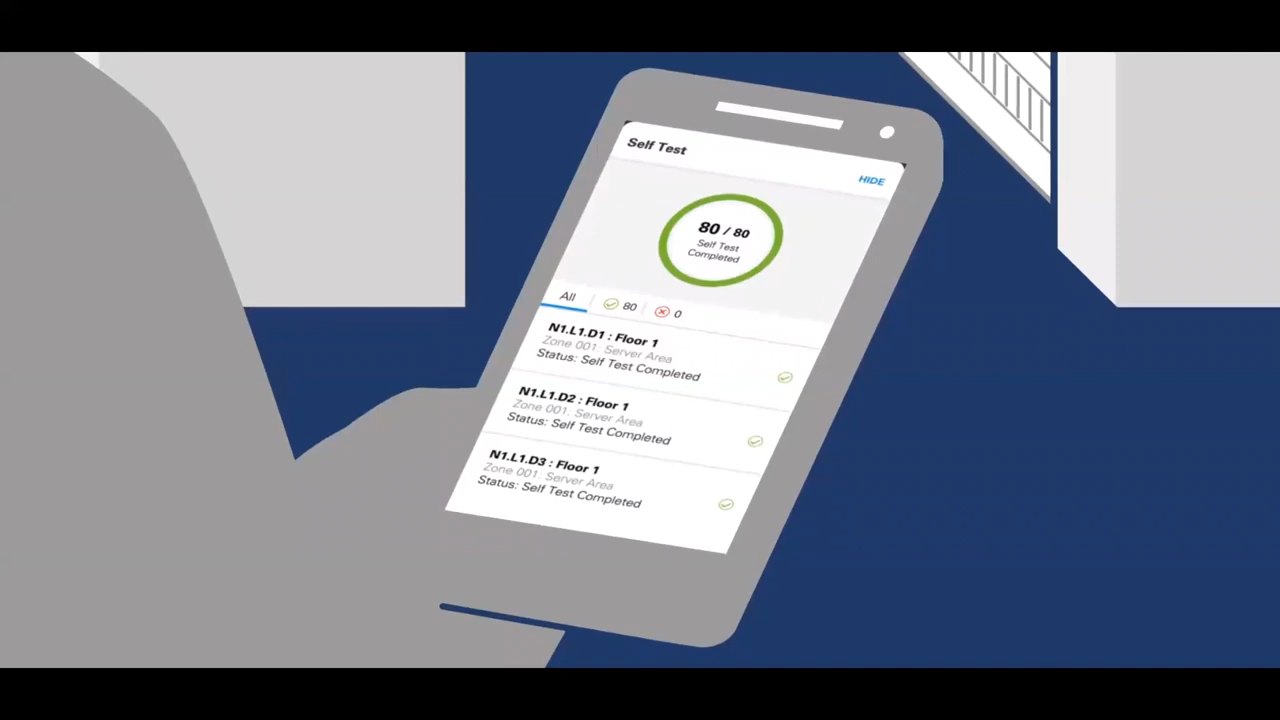 Self Test
HIDE
80 / 80
Self Test
Completed
All
80
0
N1.L1.D1 : Floor 1
Zone 001: Server Area
Status: Self Test Completed
N1.L1.D2 : Floor 1
Zone 001: Server Area
Status: Self Test Completed
N1.L1.D3 : Floor 1
Zone 001: Server Area
Status: Self Test Completed